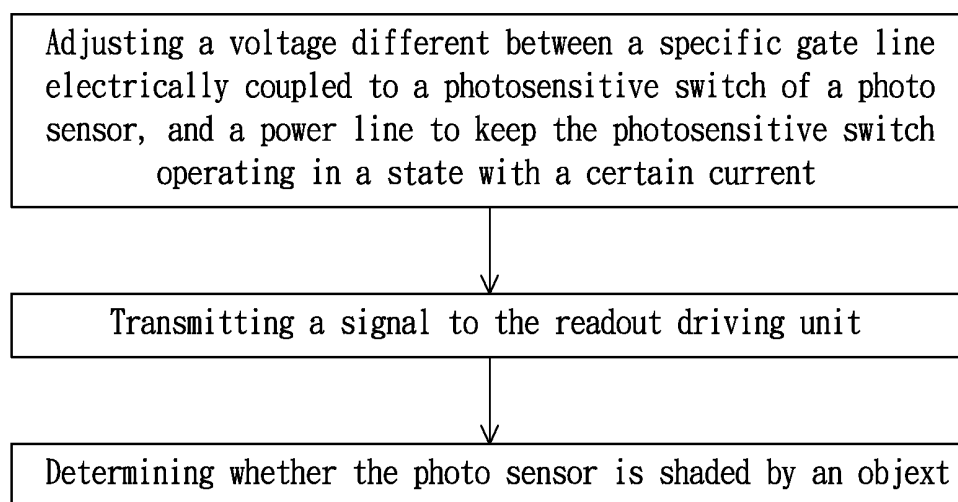 Adjusting a voltage different between a specific gate line
electrically coupled to a photosensitive switch of a photo
sensor, and a power line to keep the photosensitive switch
operating in a state with a certain current
Transmitting a signal to the readout driving unit
Determining whether the photo sensor is shaded by an objext